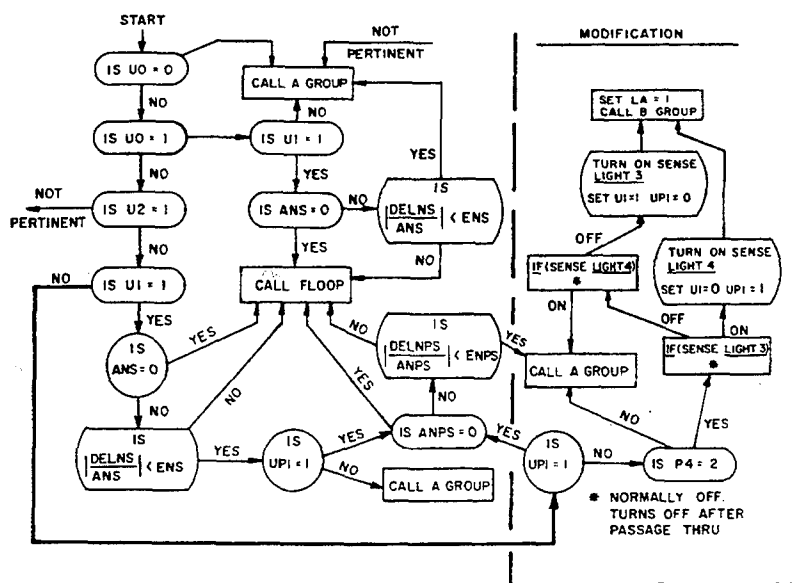 START
NOT
PERTINENT
MODIFICATION
IS U0 = 0
CALL A GROUP
NO
NO
SET LA = 1
CALL B GROUP
IS U0 = 1
IS U1 = 1
YES
TURN ON SENSE
LIGHT 3
SET U1=1 UP1 = 0
NO
YES
NOT
PERTINENT
IS U2 = 1
IS ANS = 0
NO
IS
|DELNS
ANS| < ENS
OFF
TURN ON SENSE
LIGHT 4
SET U1=0 UP1 = 1
NO
YES
NO
NO
IS U1 = 1
CALL FLOOP
IF(SENSE LIGHT4)
*
YES
ON
OFF
ON
IS
ANS = 0
YES
NO
IS
|DELNPS
ANPS| < ENPS
YES
IF(SENSE LIGHT3)
*
CALL A GROUP
NO
NO
YES
NO
NO
YES
IS
|DELNS
ANS| < ENS
YES
IS
UP1 = 1
YES
IS ANPS = 0
YES
IS
UP1 = 1
NO
IS P4 = 2
NO
CALL A GROUP
* NORMALLY OFF.
TURNS OFF AFTER
PASSAGE THRU